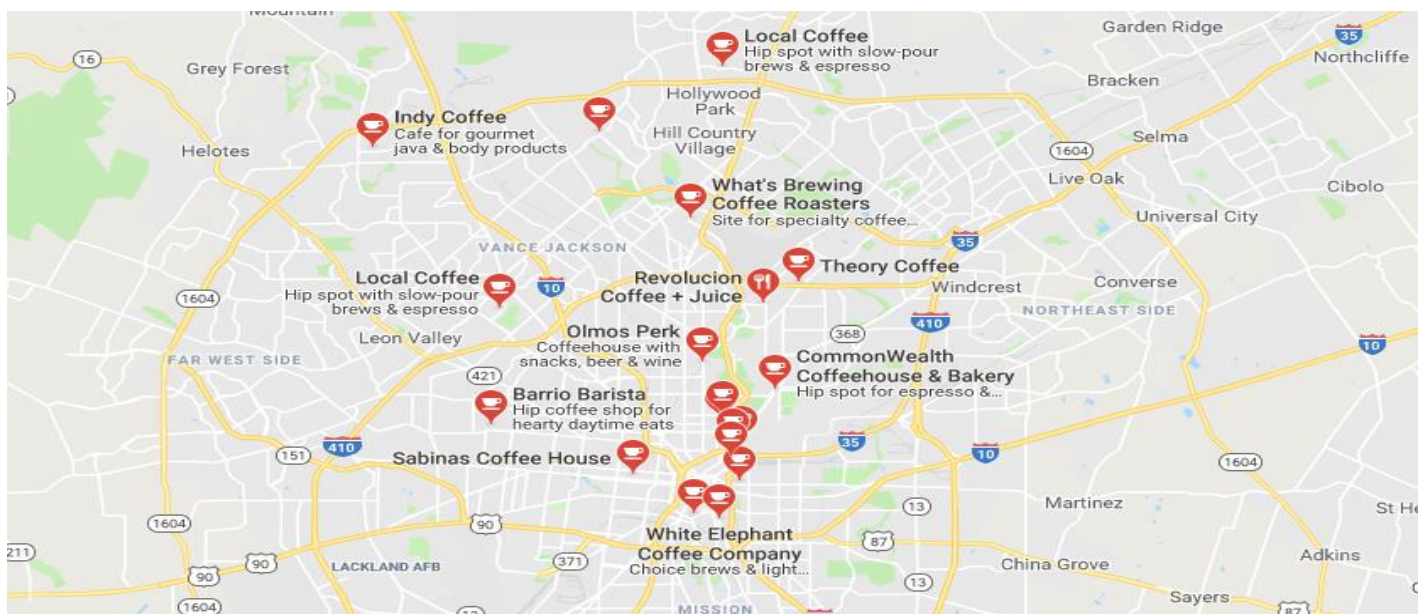 Mountain
Local Coffee
Hip spot with slow-pour
brews & espresso
Garden Ridge
35
Northcliffe
16
Grey Forest
Bracken
Hollywood
Park
Indy Coffee
Cafe for gourmet
java & body products
Hill Country
Village
Selma
1604
Helotes
Live Oak
Cibolo
What's Brewing
Coffee Roasters
Site for specialty coffee...
Universal City
35
VANCE JACKSON
Local Coffee
Hip spot with slow-pour
brews & espresso
10
Revolucion
Coffee + Juice
Theory Coffee
Windcrest
Converse
1604
NORTHEAST SIDE
410
368
Leon Valley
Olmos Perk
Coffeehouse with
snacks, beer & wine
10
FAR WEST SIDE
421
CommonWealth
Coffeehouse & Bakery
Hip spot for espresso &...
Barrio Barista
Hip coffee shop for
hearty daytime eats
410
151
35
10
Sabinas Coffee House
1604
Martinez
13
St He
1604
90
White Elephant
Coffee Company
Choice brews & light...
87
211
90
90
LACKLAND AFB
371
China Grove
Adkins
13
1604
13
MISSION
Sayers
87